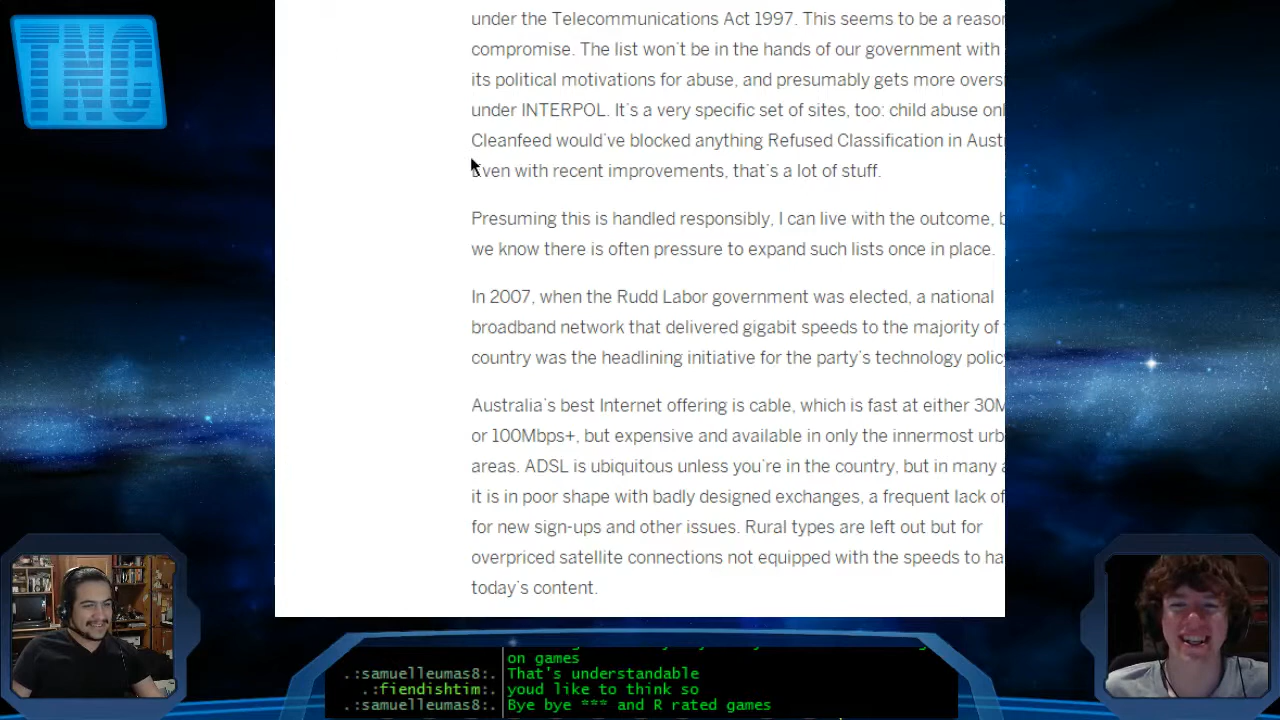 TNC
under the Telecommunications Act 1997. This seems to be a
compromise. The list won't be in the hands of our government with
its political motivations for abuse, and presumably gets more
under INTERPOL. It's a very specific set of sites, too: child abuse
Cleanfeed would've blocked anything Refused Classification in
Even with recent improvements, that's a lot of stuff.
Presuming this is handled responsibly, I can live with the outcome,
we know there is often pressure to expand such lists once in place.
In 2007, when the Rudd Labor government was elected, a national
broadband network that delivered gigabit speeds to the majority of
country was the headlining initiative for the party's technology
Australia's best Internet offering is cable, which is fast at either
or 100Mbps+, but expensive and available in only the innermost
areas. ADSL is ubiquitous unless you're in the country, but in many
it is in poor shape with badly designed exchanges, a frequent lack of
for new sign-ups and other issues. Rural types are left out but for
overpriced satellite connections not equipped with the speeds to
today's content.
on games
.:samuelleumas8:. That's understandable
.:fiendishtim:. youd like to think so
.:samuelleumas8:. Bye bye *** and R rated games